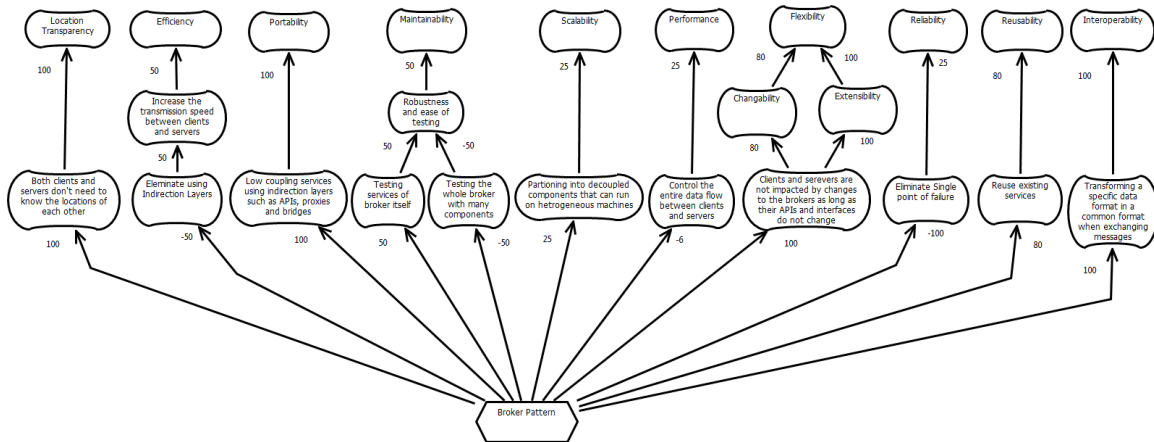 Location
Transparency
Efficiency
Portability
Maintainability
Scalability
Performance
Flexibility
Reliability
Reusability
Interoperability
100
50
100
50
25
25
80
100
25
80
100
Increase the
transmission speed
between clients
and servers
Robustness
and ease of
testing
Changability
Extensibility
50
50
-50
80
100
Both clients and
servers don't need to
know the locations of
each other
Eleminate using
Indirection Layers
Low coupling services
using indirection layers
such as APIs, proxies
and bridges
Testing
services of
broker itself
Testing the
whole broker
with many
components
Partioning into decoupled
components that can run
on hetrogeneous machines
Control the
entire data flow
between clients
and servers
Clients and serevers are
not impacted by changes
to the brokers as long as
their APIs and interfaces
do not change
Eliminate Single
point of failure
Reuse existing
services
Transforming a
specific data
format in a
common format
when exchanging
messages
100
-50
100
50
-50
25
-6
100
-100
80
100
Broker Pattern